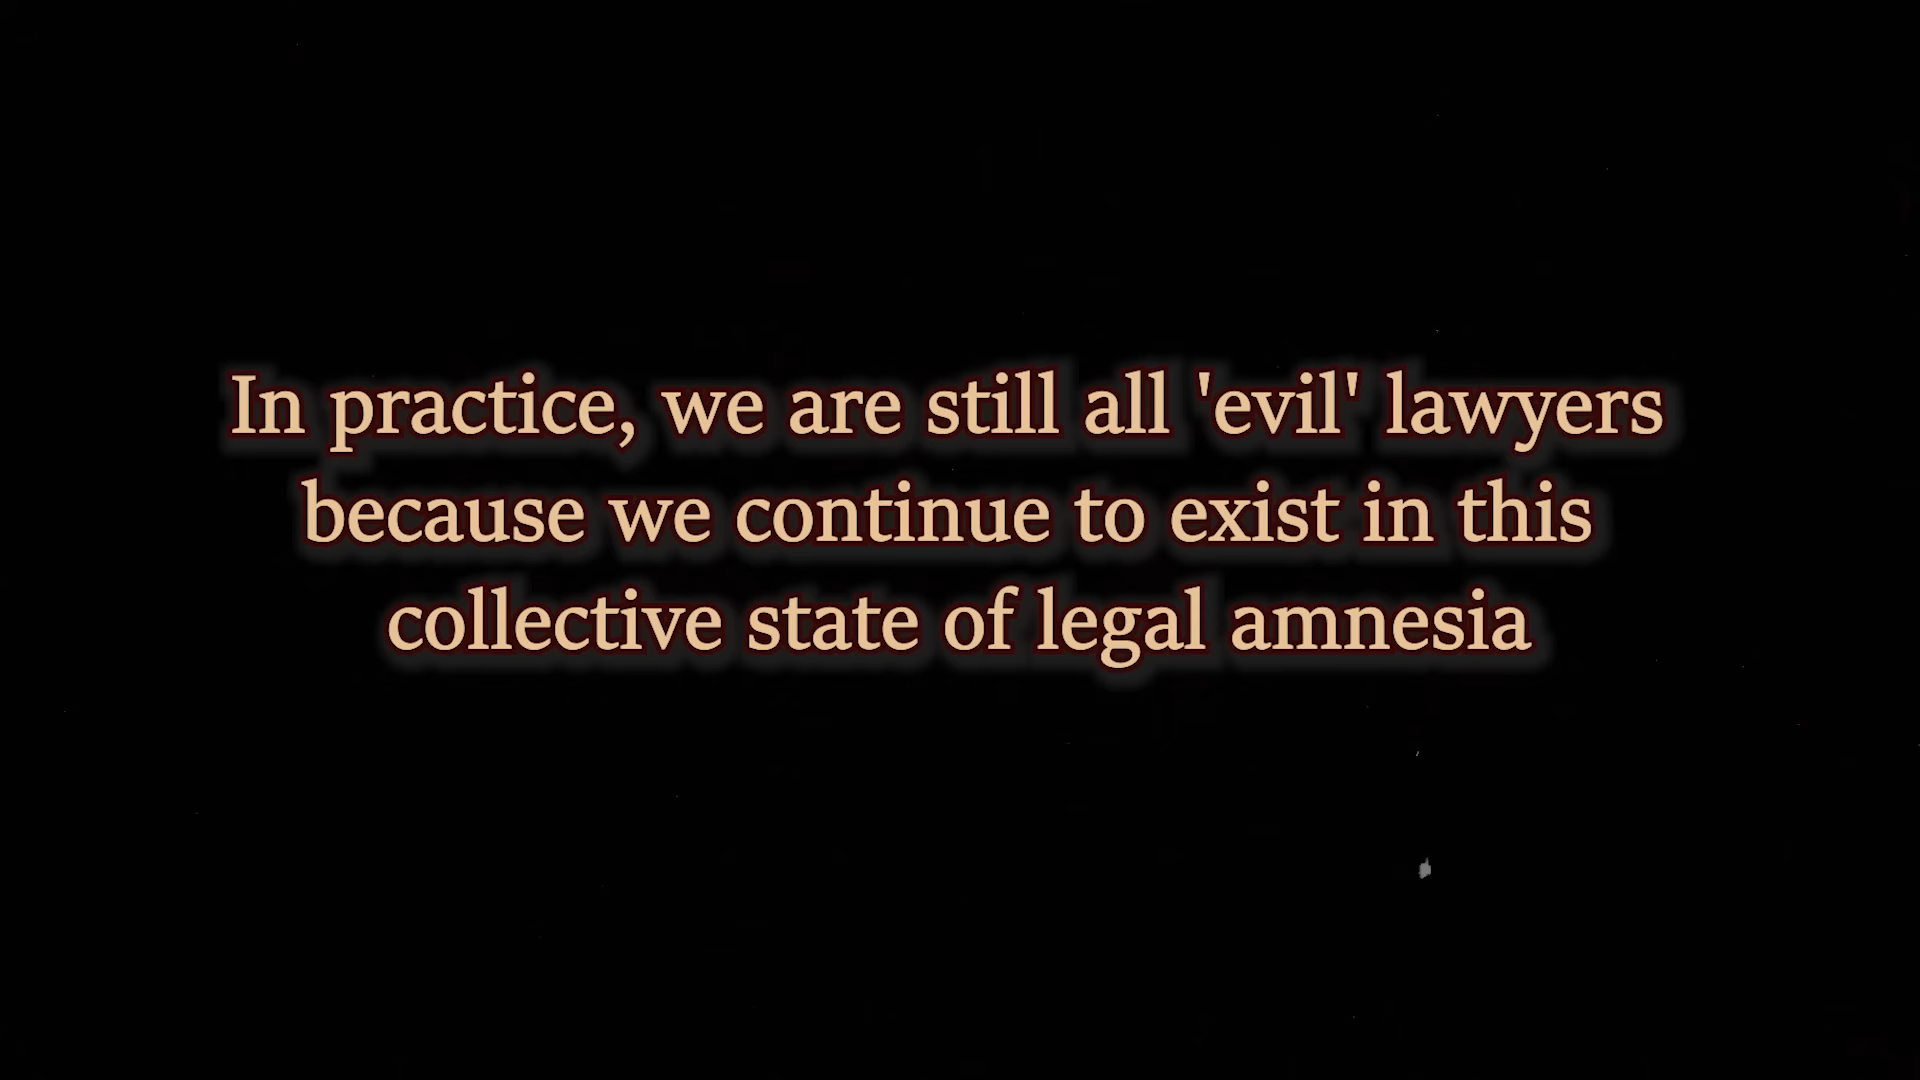 In practice, we are still all 'evil' lawyers
because we continue to exist in this
collective state of legal amnesia